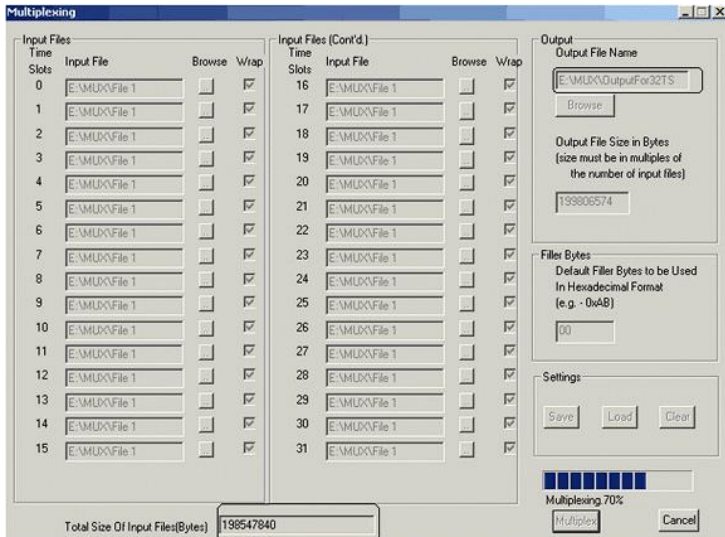 Multiplexing
Input Files
Time
Slots
Input File
Browse
Wrap
0 E:\MUX\File 1 ...
1 E:\MUX\File 1 ...
2 E:\MUX\File 1 ...
3 E:\MUX\File 1 ...
4 E:\MUX\File 1 ...
5 E:\MUX\File 1 ...
6 E:\MUX\File 1 ...
7 E:\MUX\File 1 ...
8 E:\MUX\File 1 ...
9 E:\MUX\File 1 ...
10 E:\MUX\File 1 ...
11 E:\MUX\File 1 ...
12 E:\MUX\File 1 ...
13 E:\MUX\File 1 ...
14 E:\MUX\File 1 ...
15 E:\MUX\File 1 ...
Input Files (Cont'd.)
Time
Slots
Input File
Browse
Wrap
16 E:\MUX\File 1 ...
17 E:\MUX\File 1 ...
18 E:\MUX\File 1 ...
19 E:\MUX\File 1 ...
20 E:\MUX\File 1 ...
21 E:\MUX\File 1 ...
22 E:\MUX\File 1 ...
23 E:\MUX\File 1 ...
24 E:\MUX\File 1 ...
25 E:\MUX\File 1 ...
26 E:\MUX\File 1 ...
27 E:\MUX\File 1 ...
28 E:\MUX\File 1 ...
29 E:\MUX\File 1 ...
30 E:\MUX\File 1 ...
31 E:\MUX\File 1 ...
Total Size Of Input Files(Bytes) 198547840
Output
Output File Name
E:\MUX\OutputFor32TS
Browse
Output File Size in Bytes
(size must be in multiples of
the number of input files)
199806574
Filler Bytes
Default Filler Bytes to be Used
In Hexadecimal Format
(e.g. - 0xAB)
00
Settings
Save Load Clear
Multiplexing 70%
Multiplex Cancel